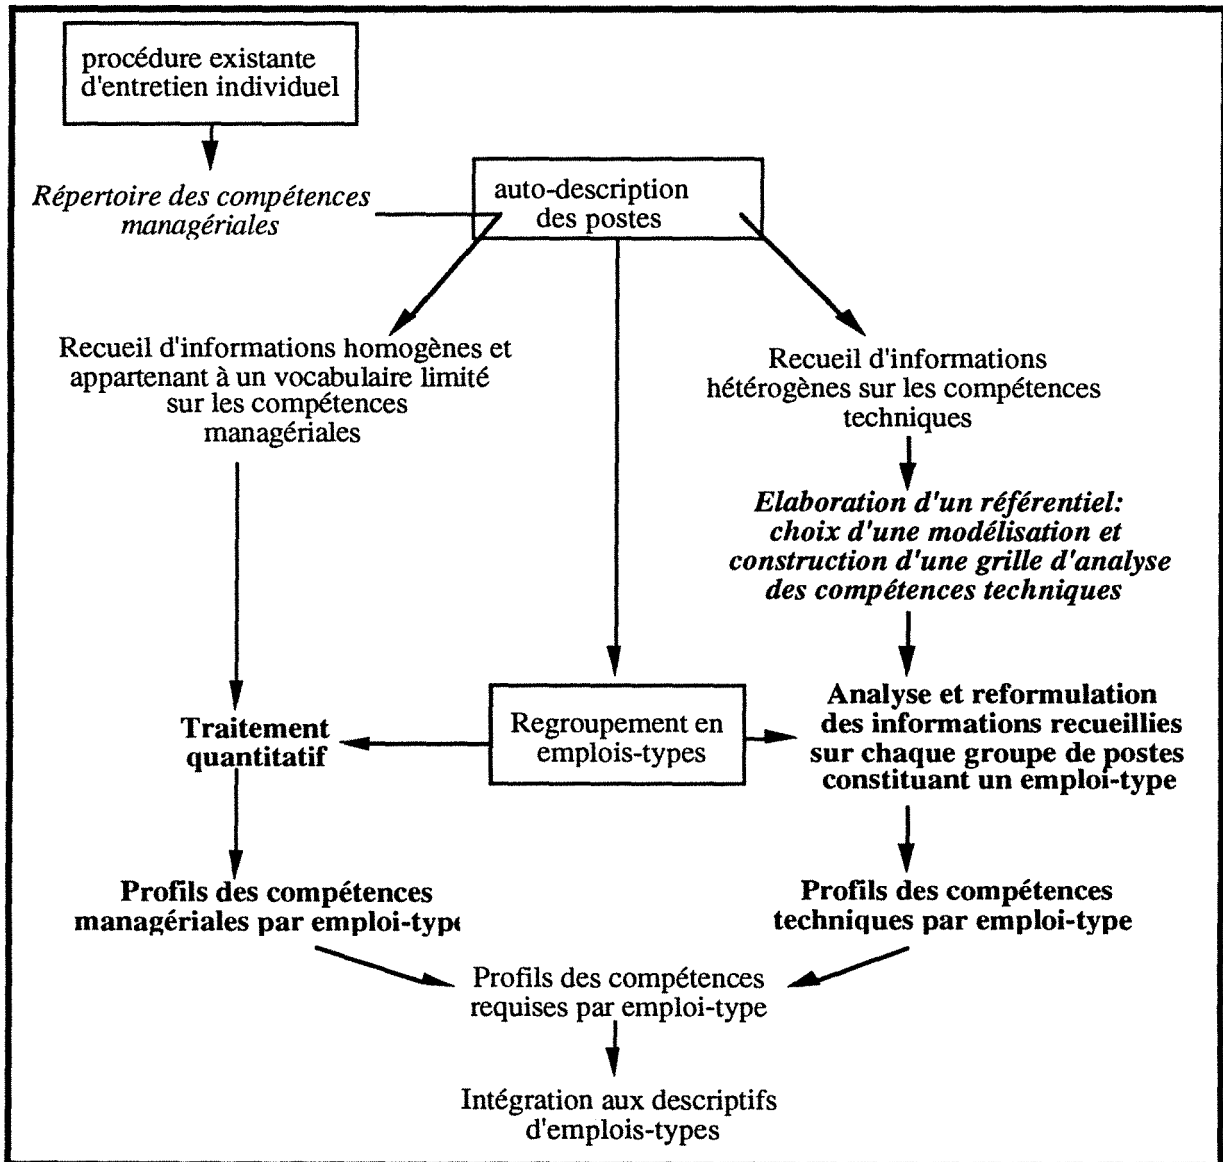 procédure existante
d'entretien individuel
Répertoire des compétences
managériales
auto-description
des postes
Recueil d'informations homogènes et
appartenant à un vocabulaire limité
sur les compétences
managériales
Recueil d'informations
hétérogènes sur les compétences
techniques
Elaboration d'un référentiel:
choix d'une modélisation et
construction d'une grille d'analyse
des compétences techniques
Traitement
quantitatif
Regroupement en
emplois-types
Analyse et reformulation
des informations recueillies
sur chaque groupe de postes
constituant un emploi-type
Profils des compétences
managériales par emploi-type
Profils des compétences
techniques par emploi-type
Profils des compétences
requises par emploi-type
Intégration aux descriptifs
d'emplois-types